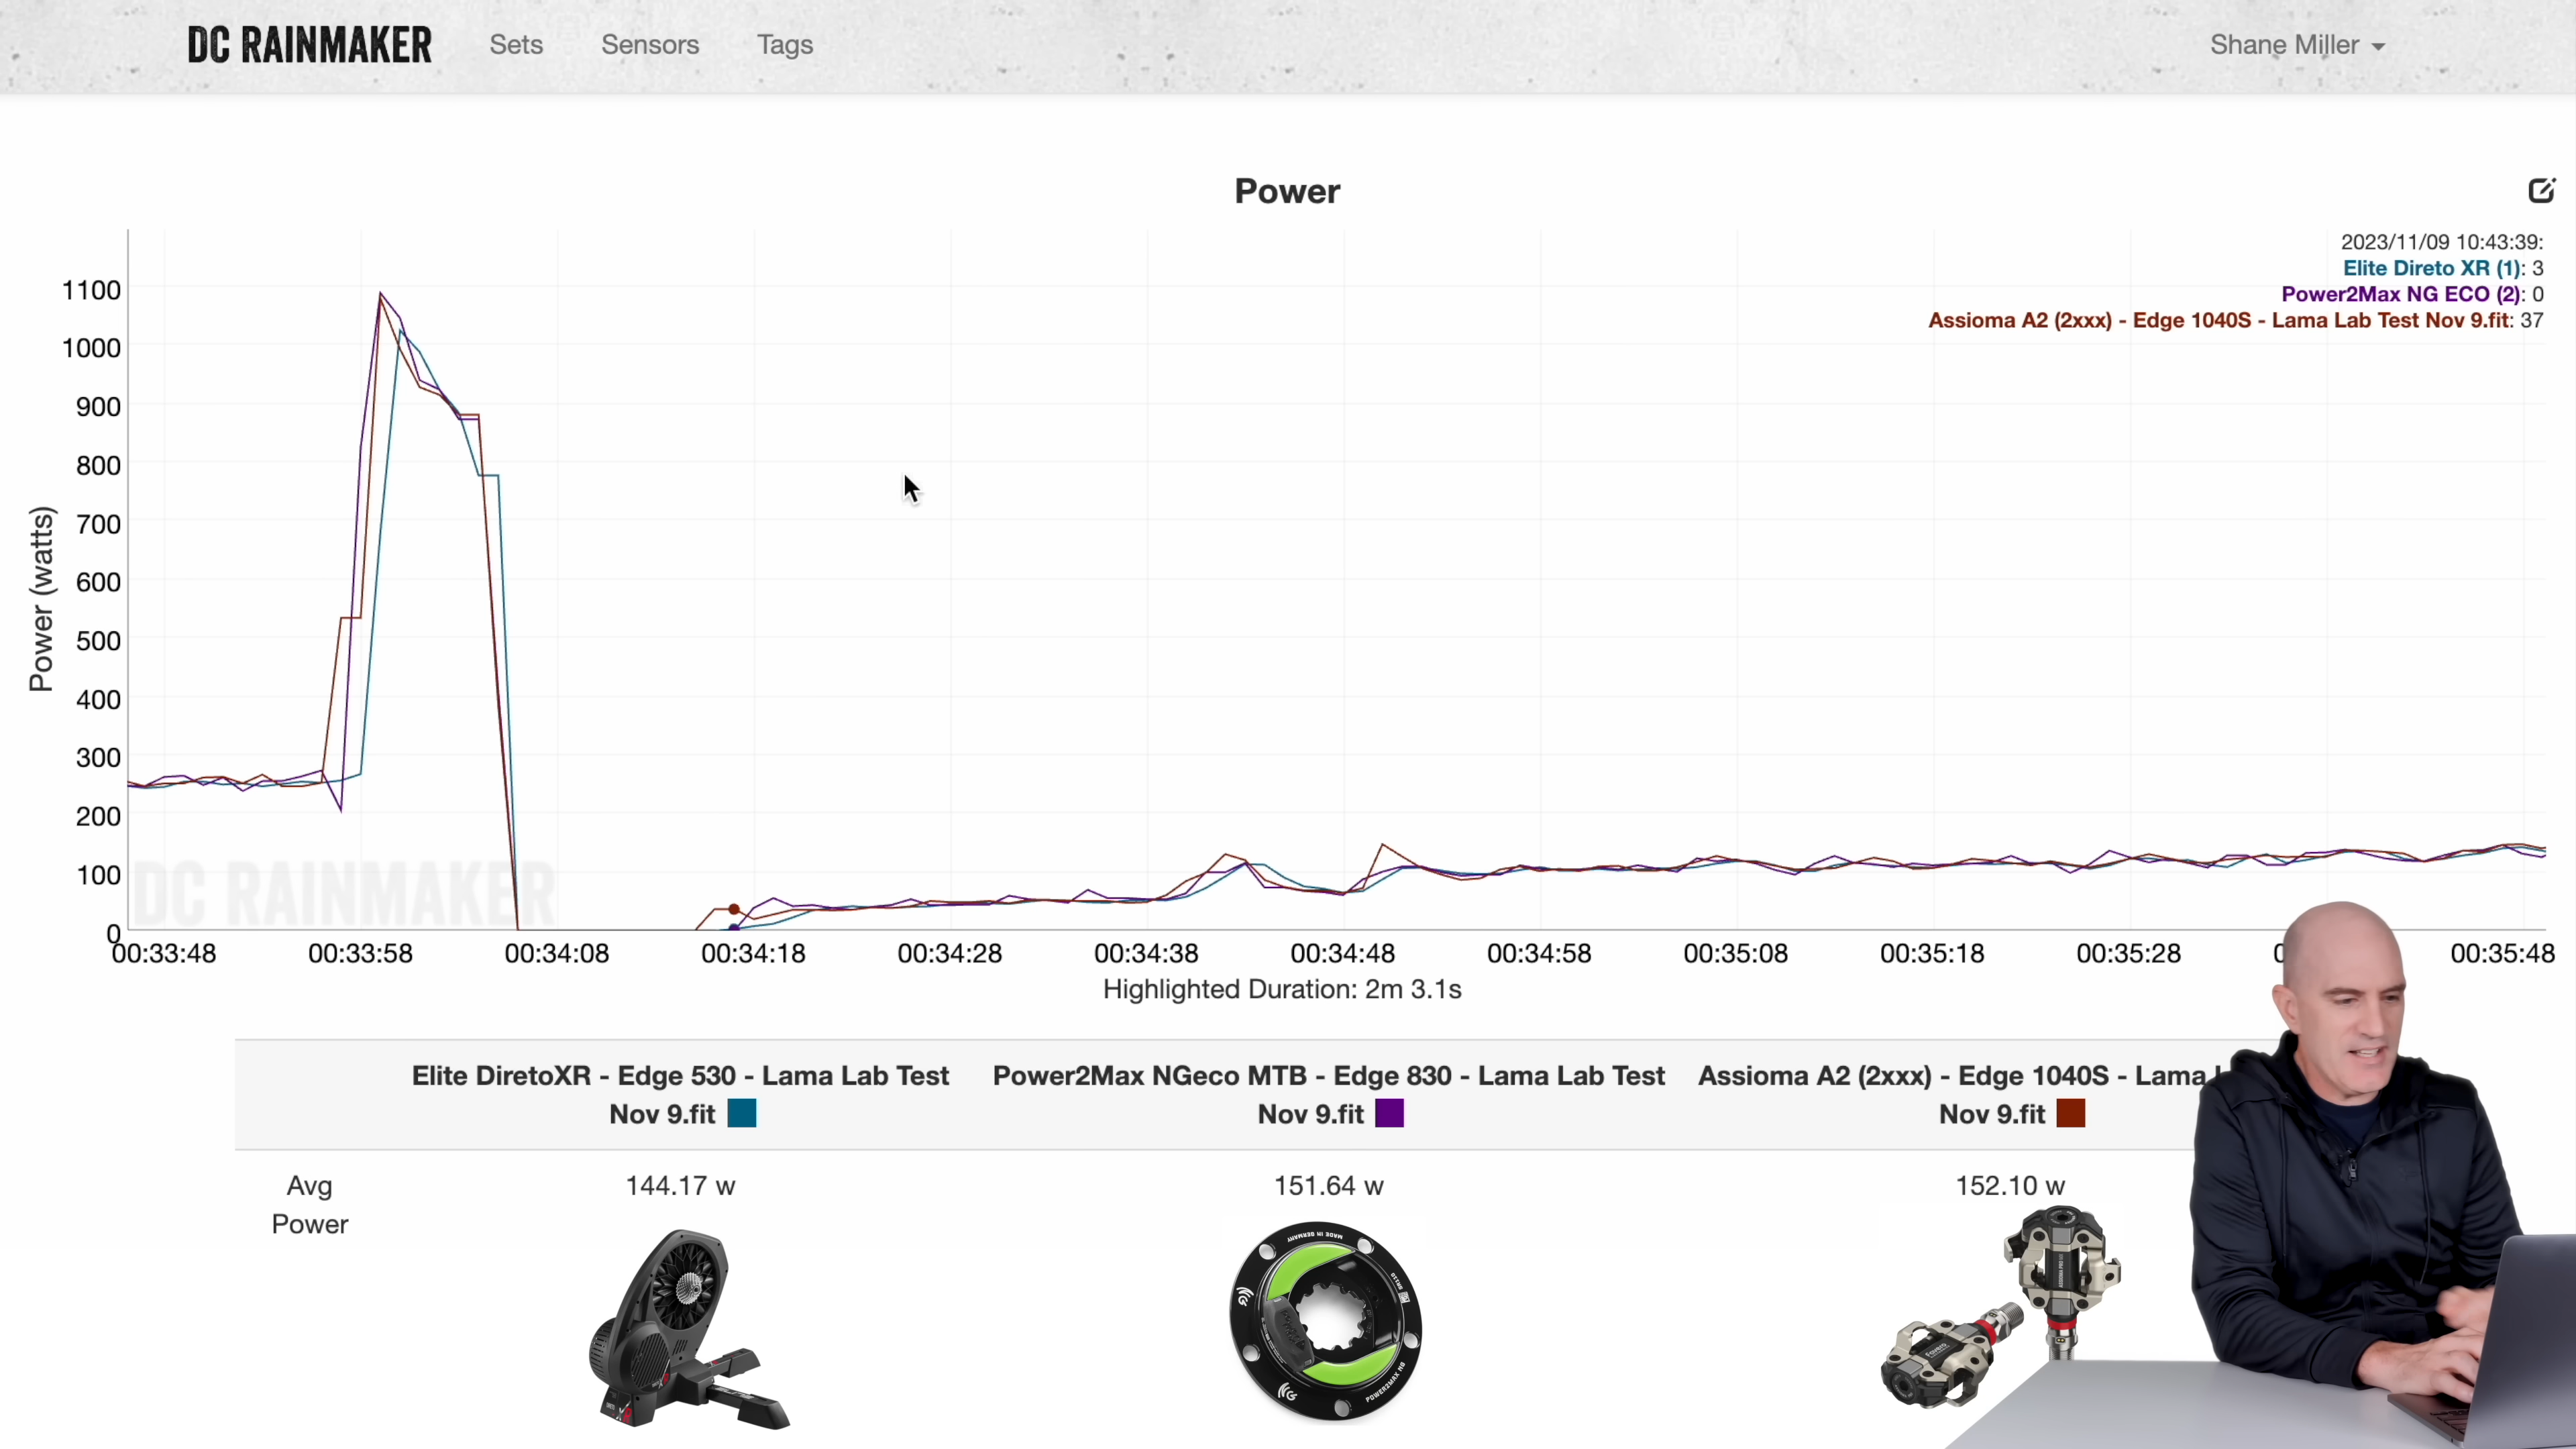 DC RAINMAKER Sets Sensors Tags Shane Miller
Power
2023/11/09 10:43:39:
Elite Direto XR (1): 3
Power2Max NG ECO (2): 0
Assioma A2 (2xxx) - Edge 1040S - Lama Lab Test Nov 9.fit: 37
Power (watts)
1100
1000
900
800
700
600
500
400
300
200
100
0
DC RAINMAKER
00:33:48 00:33:58 00:34:08 00:34:18 00:34:28 00:34:38 00:34:48 00:34:58 00:35:08 00:35:18 00:35:28 00:35:48
Highlighted Duration: 2m 3.1s
Elite DiretoXR - Edge 530 - Lama Lab Test
Nov 9.fit
Power2Max NGeco MTB - Edge 830 - Lama Lab Test
Nov 9.fit
Assioma A2 (2xxx) - Edge 1040S - Lama
Nov 9.fit
Avg
Power
144.17 w 151.64 w 152.10 w
MADE IN GERMANY
POWER2MAX NG